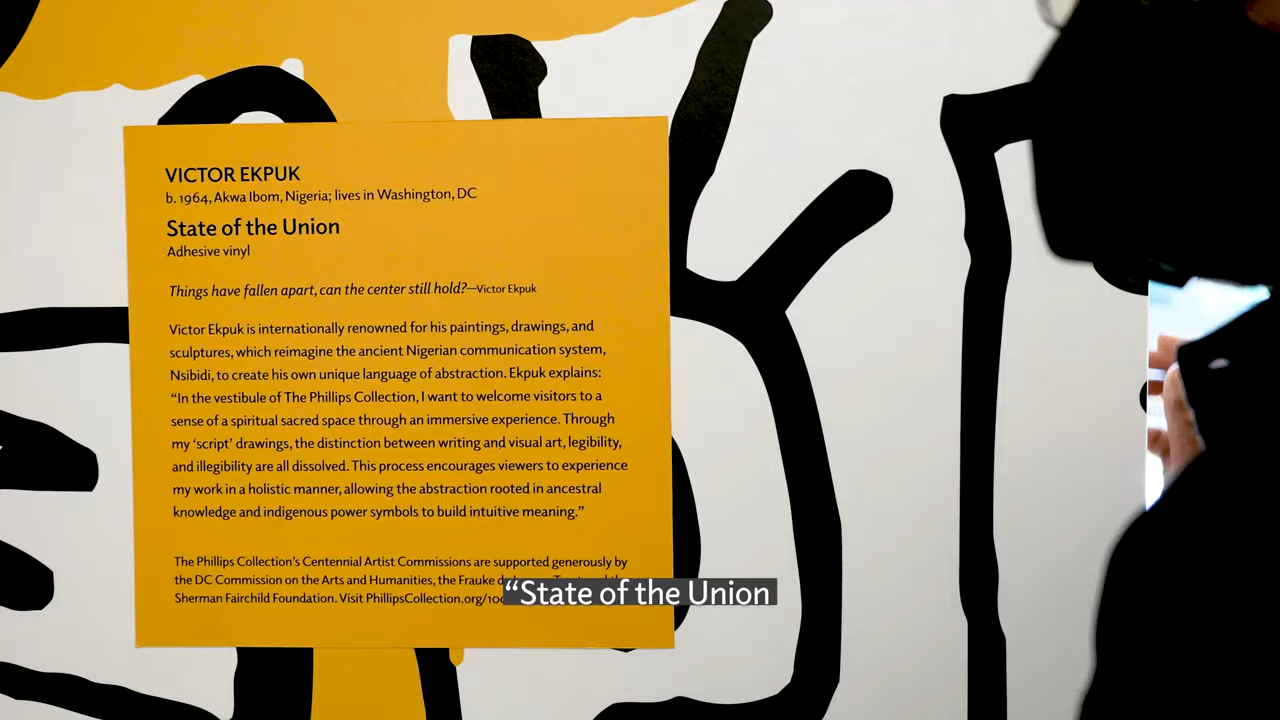 VICTOR EKPUK
b. 1964, Akwa Ibom, Nigeria; lives in Washington, DC
State of the Union
Adhesive vinyl
Things have fallen apart, can the center still hold?—Victor Ekpuk
Victor Ekpuk is internationally renowned for his paintings, drawings, and
sculptures, which reimagine the ancient Nigerian communication system,
Nsibidi, to create his own unique language of abstraction. Ekpuk explains:
“In the vestibule of The Phillips Collection, I want to welcome visitors to a
sense of a spiritual sacred space through an immersive experience. Through
my ‘script’ drawings, the distinction between writing and visual art, legibility,
and illegibility are all dissolved. This process encourages viewers to experience
my work in a holistic manner, allowing the abstraction rooted in ancestral
knowledge and indigenous power symbols to build intuitive meaning.”
The Phillips Collection’s Centennial Artist Commissions are supported generously by
the DC Commission on the Arts and Humanities, the Frauke
Sherman Fairchild Foundation. Visit
“State of the Union